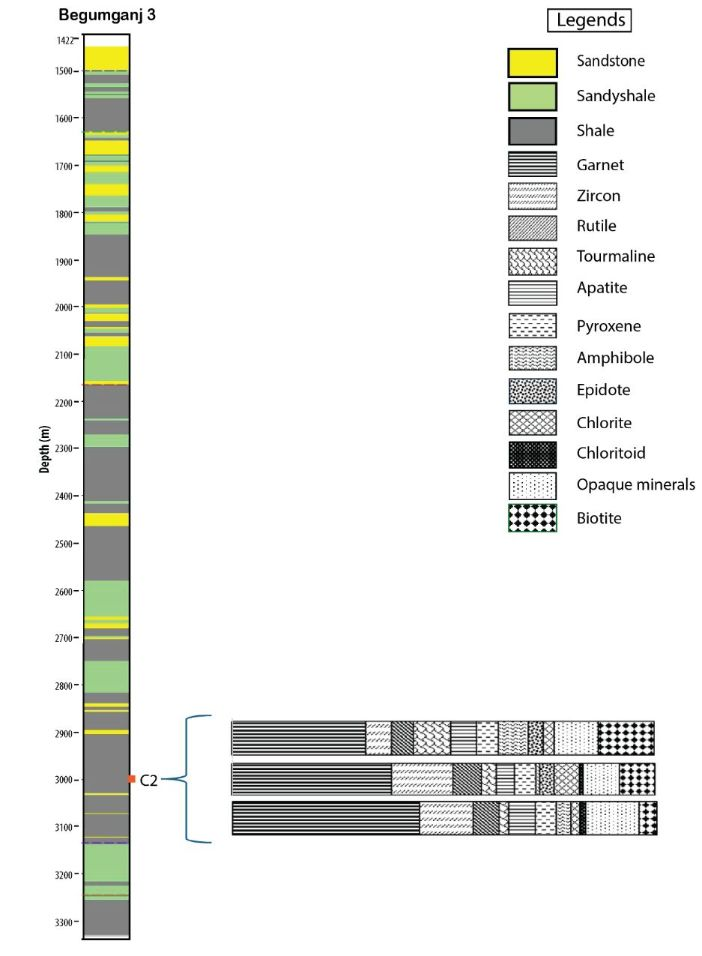 Begumganj 3
Legends
1422
1500
1600
1700
1800
1900
2000
2100
2200
2300
2400
2500
2600
2700
2800
2900
3000
3100
3200
3300
Depth (m)
C2
Sandstone
Sandyshale
Shale
Garnet
Zircon
Rutile
Tourmaline
Apatite
Pyroxene
Amphibole
Epidote
Chlorite
Chloritoid
Opaque minerals
Biotite